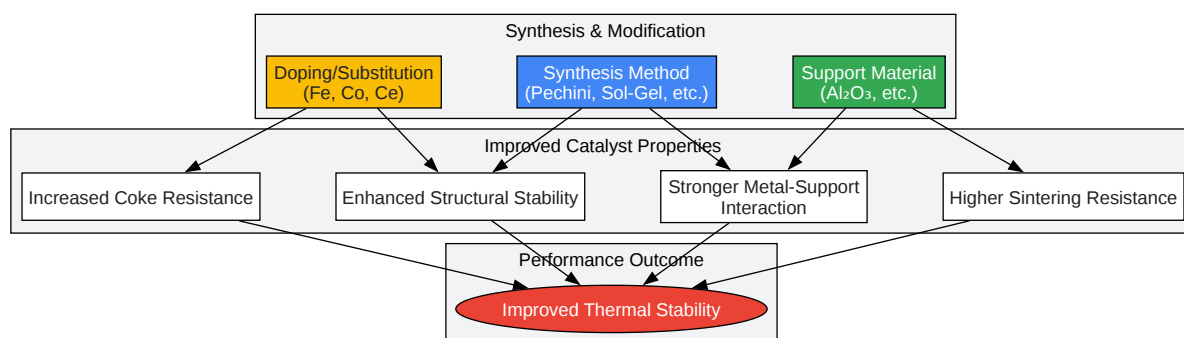 Synthesis & Modification
Doping/Substitution
(Fe, Co, Ce)
Synthesis Method
(Pechini, Sol-Gel, etc.)
Support Material
(Al₂O₃, etc.)
Improved Catalyst Properties
Increased Coke Resistance
Enhanced Structural Stability
Stronger Metal-Support
Interaction
Higher Sintering Resistance
Performance Outcome
Improved Thermal Stability